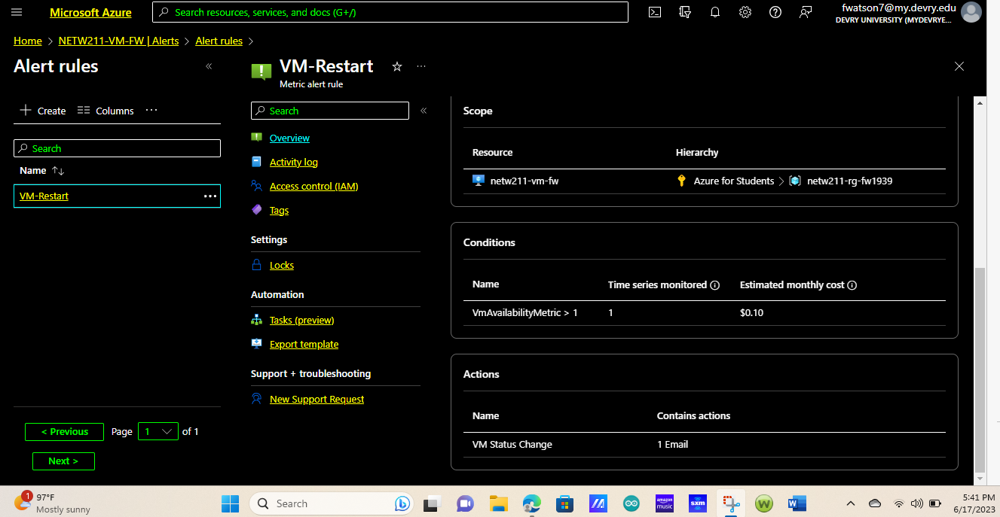 Microsoft Azure
Search resources, services, and docs (G+/)
fwatson7@my.devry.edu
DEVRY UNIVERSITY (MYDEVRYE...
Home > NETW211-VM-FW | Alerts > Alert rules >
Alert rules
«
Create
Columns
...
Search
Name ↑↓
VM-Restart
...
< Previous
Page 1 of 1
Next >
VM-Restart
...
Metric alert rule
Search
«
Overview
Activity log
Access control (IAM)
Tags
Settings
Locks
Automation
Tasks (preview)
Export template
Support + troubleshooting
New Support Request
Scope
Resource Hierarchy
netw211-vm-fw Azure for Students > netw211-rg-fw1939
Conditions
Name Time series monitored Estimated monthly cost
VmAvailabilityMetric > 1 1 $0.10
Actions
Name Contains actions
VM Status Change 1 Email
1
97°F
Mostly sunny
Search
amazon music
sxm
W
W
5:41 PM
6/17/2023